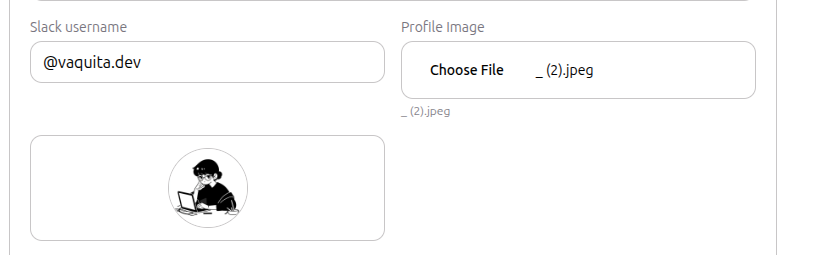 Slack username
Profile Image
@vaquita.dev
Choose File
_ (2).jpeg
_ (2).jpeg